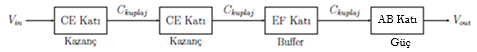 V_in CE Katı C_kuplaj CE Katı C_kuplaj EF Katı C_kuplaj AB Katı V_out
Kazanç Kazanç Buffer Güç